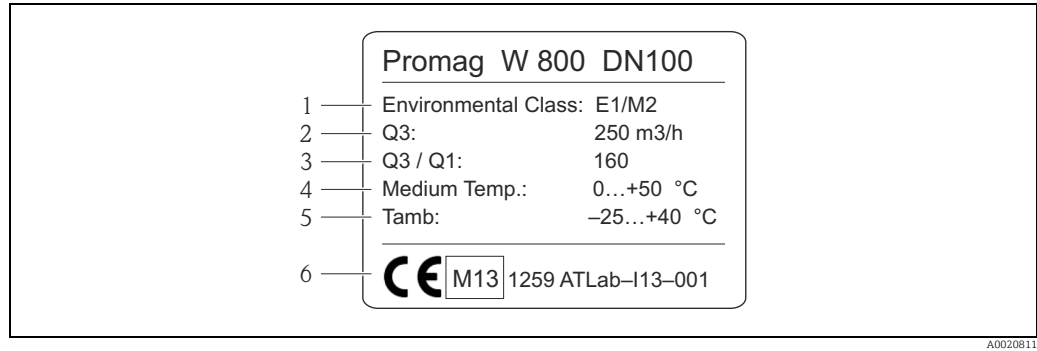 Promag W 800 DN100
1 Environmental Class: E1/M2
2 Q3: 250 m3/h
3 Q3 / Q1: 160
4 Medium Temp.: 0…+50 °C
5 Tamb: –25…+40 °C
6 CE M13 1259 ATLab–I13–001
A0020811